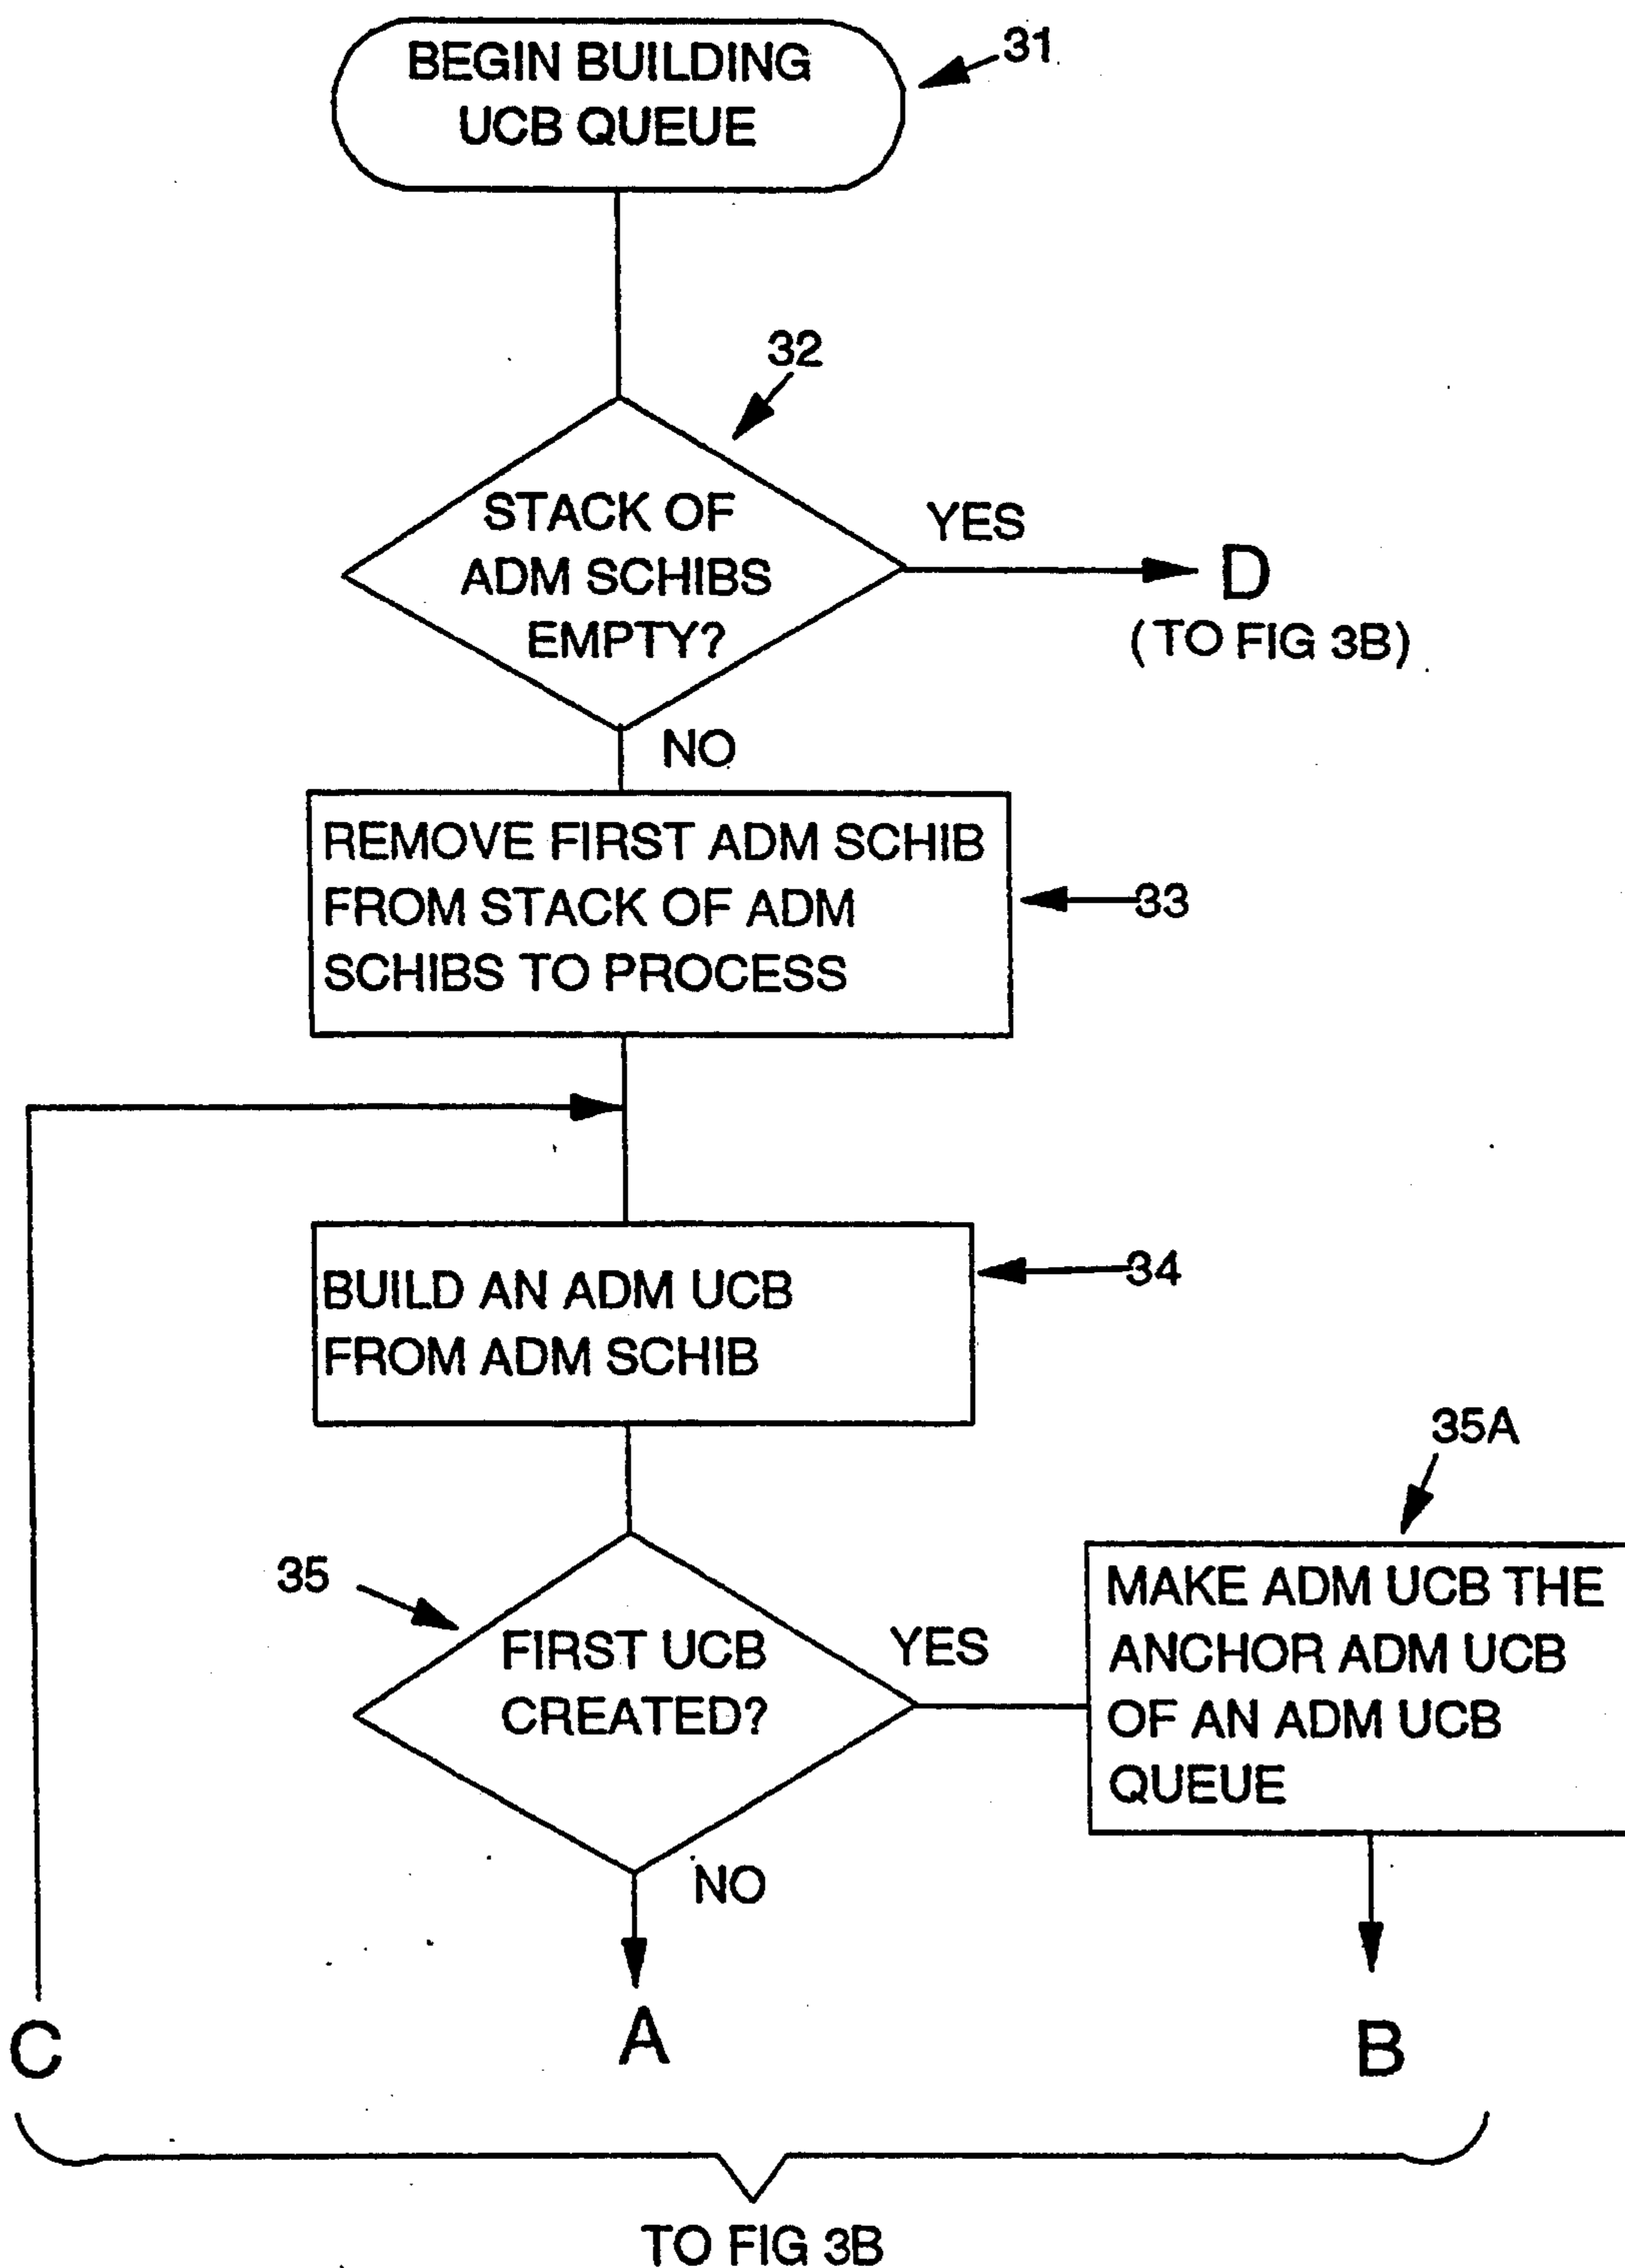 BEGIN BUILDING
UCB QUEUE
31
32
STACK OF
ADM SCHIBS
EMPTY?
YES
D
(TO FIG 3B)
NO
REMOVE FIRST ADM SCHIB
FROM STACK OF ADM
SCHIBS TO PROCESS
33
BUILD AN ADM UCB
FROM ADM SCHIB
34
35
FIRST UCB
CREATED?
YES
35A
MAKE ADM UCB THE
ANCHOR ADM UCB
OF AN ADM UCB
QUEUE
NO
C
A
B
TO FIG 3B